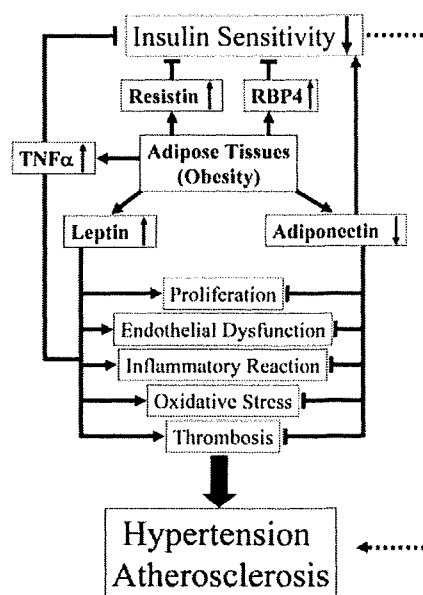 Insulin Sensitivity ↓
Resistin ↑
RBP4 ↑
TNFα ↑
Adipose Tissues
(Obesity)
Leptin ↑
Adiponectin ↓
Proliferation
Endothelial Dysfunction
Inflammatory Reaction
Oxidative Stress
Thrombosis
Hypertension
Atherosclerosis